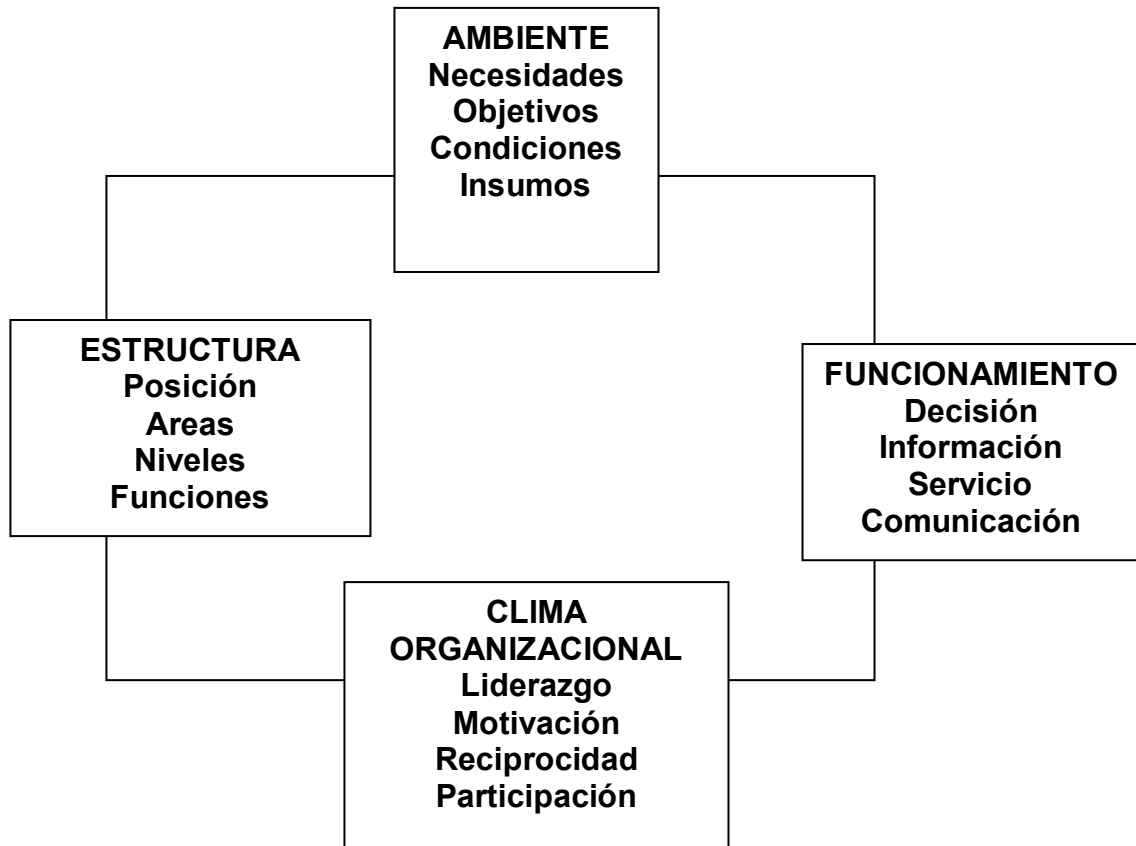 AMBIENTE
Necesidades
Objetivos
Condiciones
Insumos
ESTRUCTURA
Posición
Areas
Niveles
Funciones
FUNCIONAMIENTO
Decisión
Información
Servicio
Comunicación
CLIMA
ORGANIZACIONAL
Liderazgo
Motivación
Reciprocidad
Participación